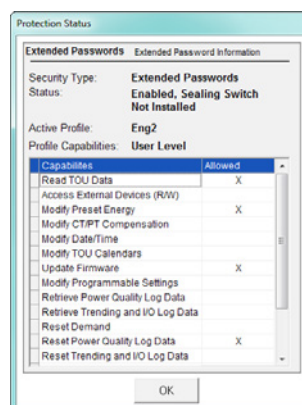 Protection Status
Extended Passwords Extended Password Information
Security Type: Extended Passwords
Status: Enabled, Sealing Switch
Not Installed
Active Profile: Eng2
Profile Capabilities: User Level
Capabilites Allowed
Read TOU Data X
Access External Devices (R/W)
Modify Preset Energy X
Modify CT/PT Compensation
Modify Date/Time
Modify TOU Calendars
Update Firmware X
Modify Programmable Settings
Retrieve Power Quality Log Data
Retrieve Trending and I/O Log Data
Reset Demand
Reset Power Quality Log Data X
Reset Trending and I/O Log Data
OK